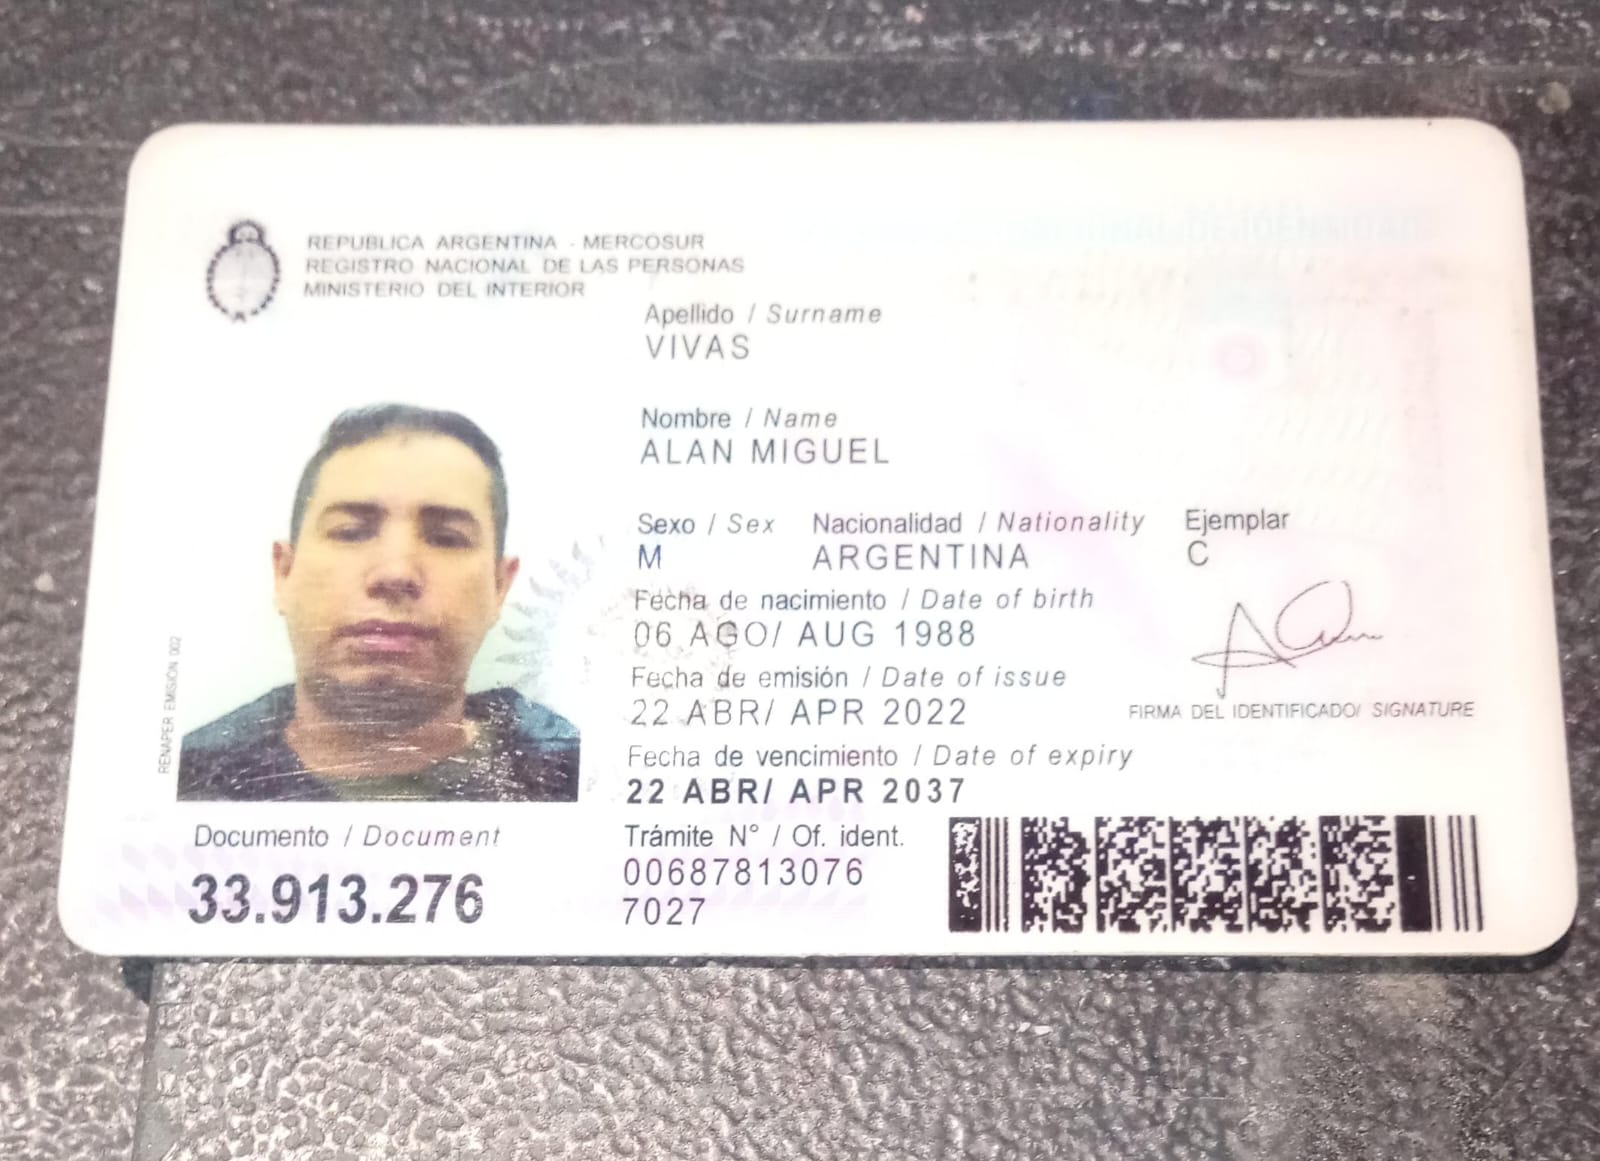 REPUBLICA ARGENTINA - MERCOSUR
REGISTRO NACIONAL DE LAS PERSONAS
MINISTERIO DEL INTERIOR
Apellido / Surname
VIVAS
Nombre / Name
ALAN MIGUEL
Sexo / Sex Nacionalidad / Nationality Ejemplar
M ARGENTINA C
Fecha de nacimiento / Date of birth
06 AGO/ AUG 1988
Fecha de emisión / Date of issue
22 ABR/ APR 2022
FIRMA DEL IDENTIFICADO/ SIGNATURE
Fecha de vencimiento / Date of expiry
22 ABR/ APR 2037
RENAPER EMISIÓN 002
Documento / Document
33.913.276
Trámite N° / Of. ident.
00687813076
7027